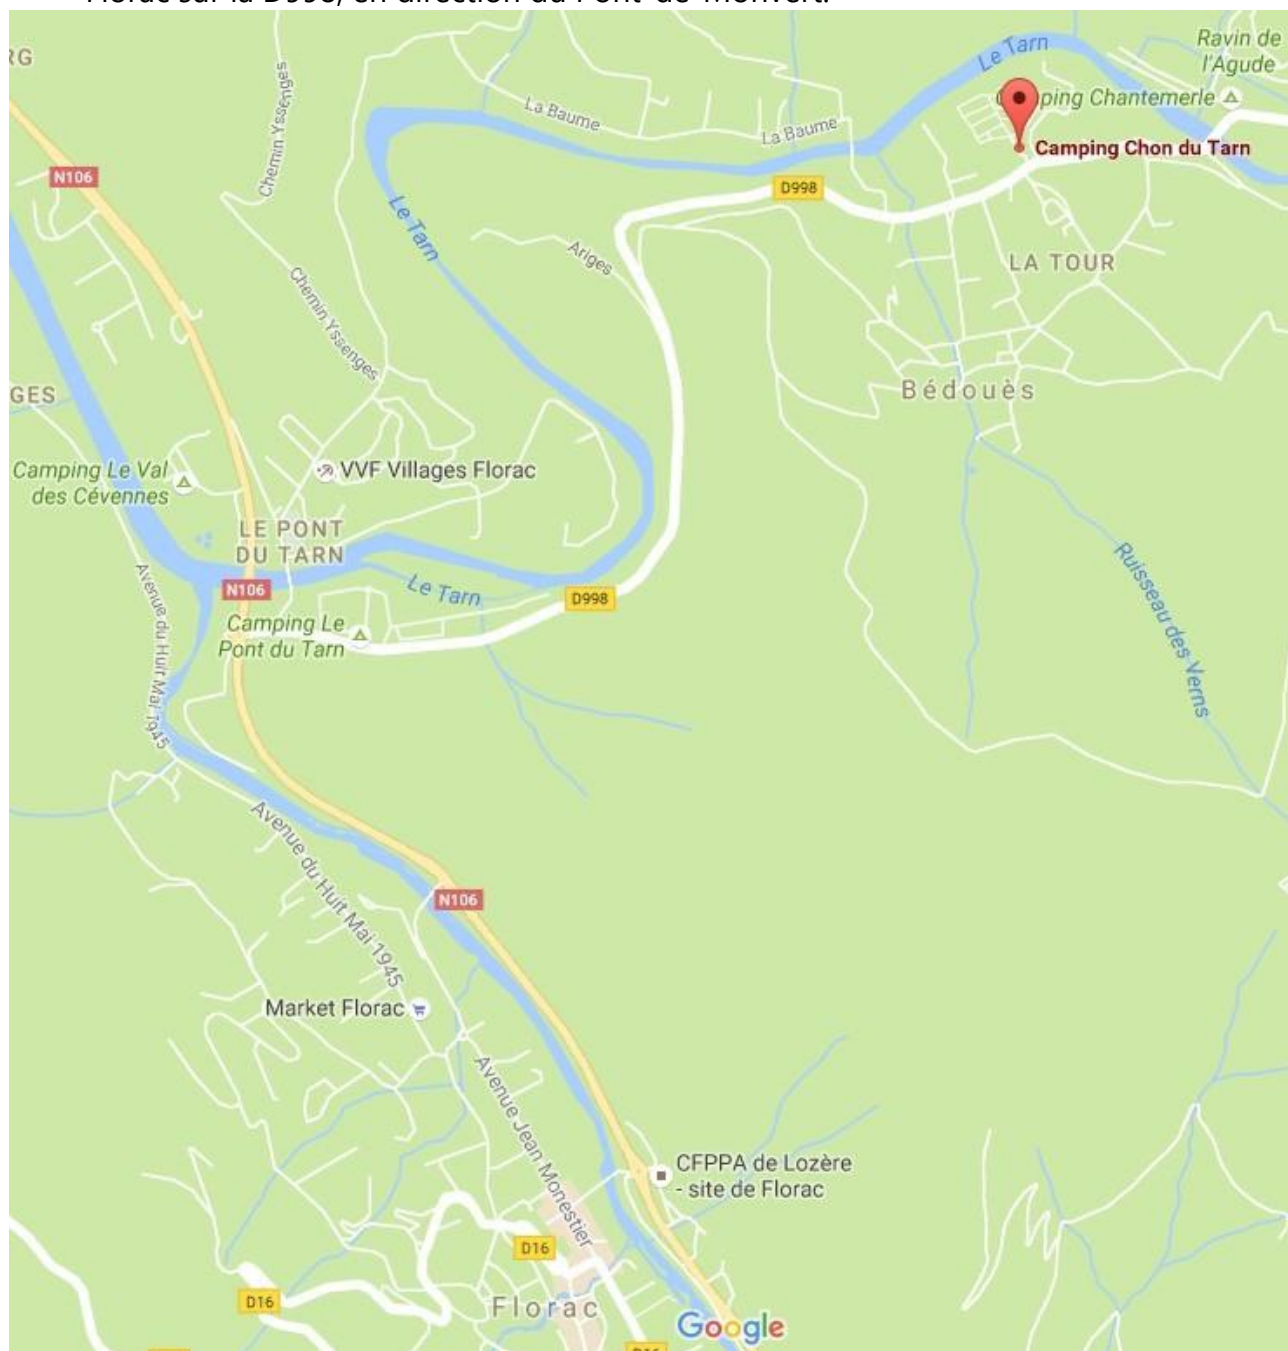 Florac sur la D998, en direction du Pont-de-Monvert.
RG
Le Tarn
Ravin de
l'Agude
ping Chantemerle
Camping Chon du Tarn
La Baume
La Baume
Chemin Yssenges
N106
D998
Le Tarn
Ariges
LA TOUR
Chemin Yssenges
Bédouès
GES
Camping Le Val
des Cévennes
VVF Villages Florac
LE PONT
DU TARN
N106
Le Tarn
D998
Camping Le
Pont du Tarn
Avenue du Huit Mai 1945
Ruisseau des Verns
Avenue du Huit Mai 1945
N106
Market Florac
Avenue Jean Monestier
CFPPA de Lozère
- site de Florac
D16
D16
Florac
Google
D16